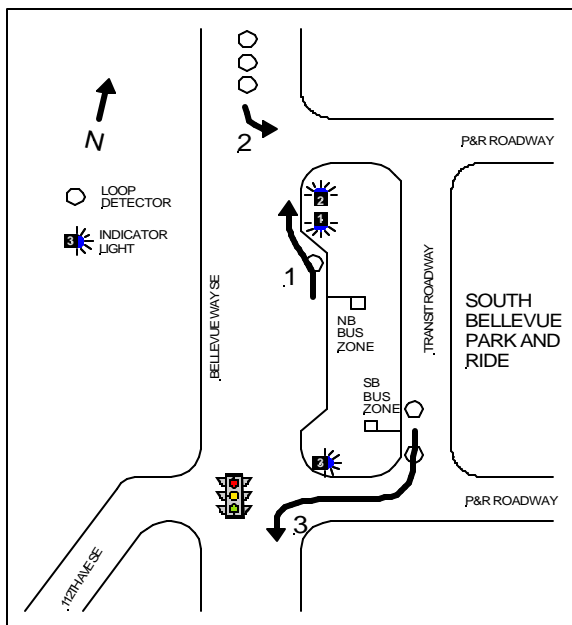 N
2
P&R ROADWAY
LOOP
DETECTOR
3
INDICATOR
LIGHT
2
1
1
BELLEVUE WAY SE
NB
BUS
ZONE
TRANSIT ROADWAY
SOUTH
BELLEVUE
PARK AND
RIDE
SB
BUS
ZONE
3
3
P&R ROADWAY
112TH AVE SE